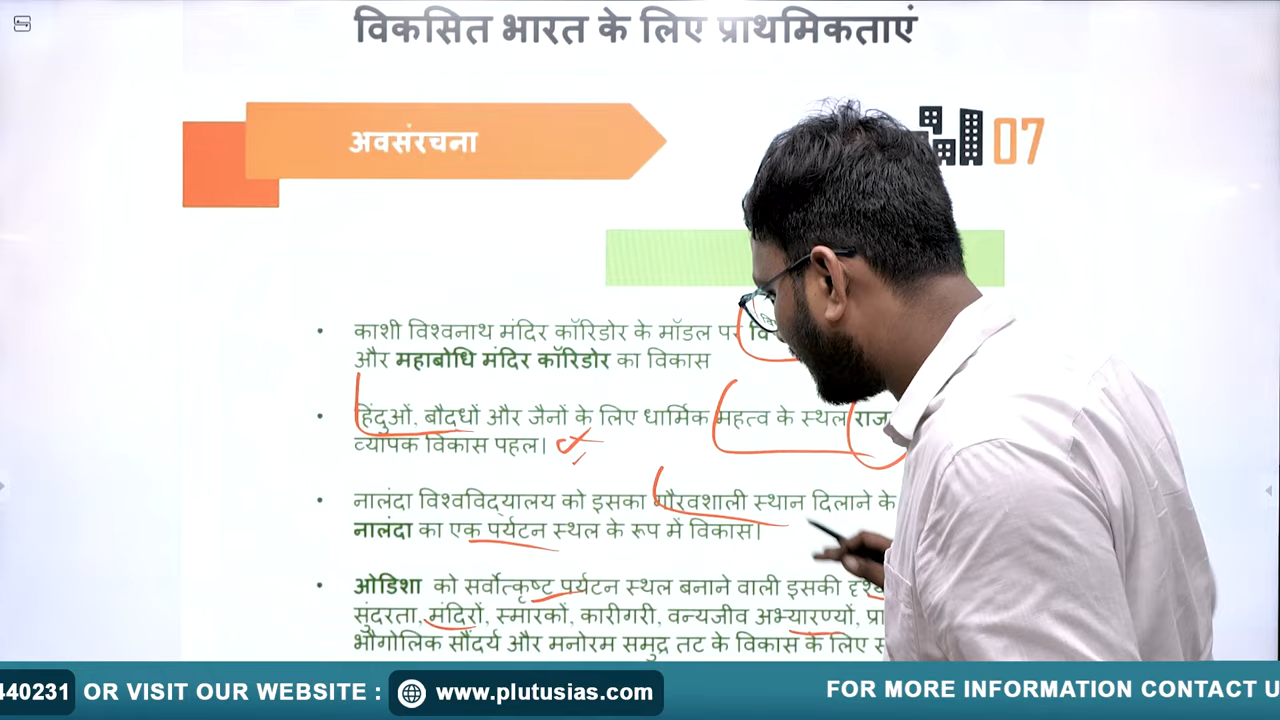 विकसित भारत के लिए प्राथमिकताएं
अवसंरचना
07
काशी विश्वनाथ मंदिर कॉरिडोर के मॉडल पर
और महाबोधि मंदिर कॉरिडोर का विकास
हिंदुओं, बौद्धों और जैनों के लिए धार्मिक महत्व के स्थल
व्यापक विकास पहल।
नालंदा विश्वविद्यालय को इसका गौरवशाली स्थान दिलाने के
नालंदा का एक पर्यटन स्थल के रूप में विकास।
ओडिशा को सर्वोत्कृष्ट पर्यटन स्थल बनाने वाली इसकी
सुंदरता, मंदिरों, स्मारकों, कारीगरी, वन्यजीव अभ्यारण्यों,
भौगोलिक सौंदर्य और मनोरम समुद्र तट के विकास के लिए
440231 OR VISIT OUR WEBSITE : www.plutusias.com FOR MORE INFORMATION CONTACT U